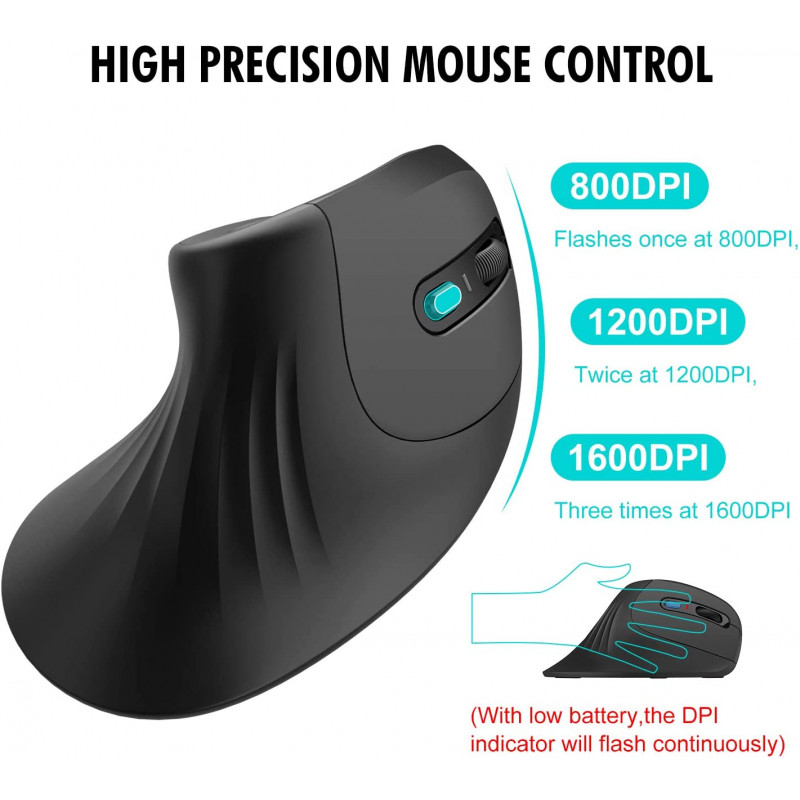 HIGH PRECISION MOUSE CONTROL
800DPI
Flashes once at 800DPI,
1200DPI
Twice at 1200DPI,
1600DPI
Three times at 1600DPI
(With low battery,the DPI
indicator will flash continuously)